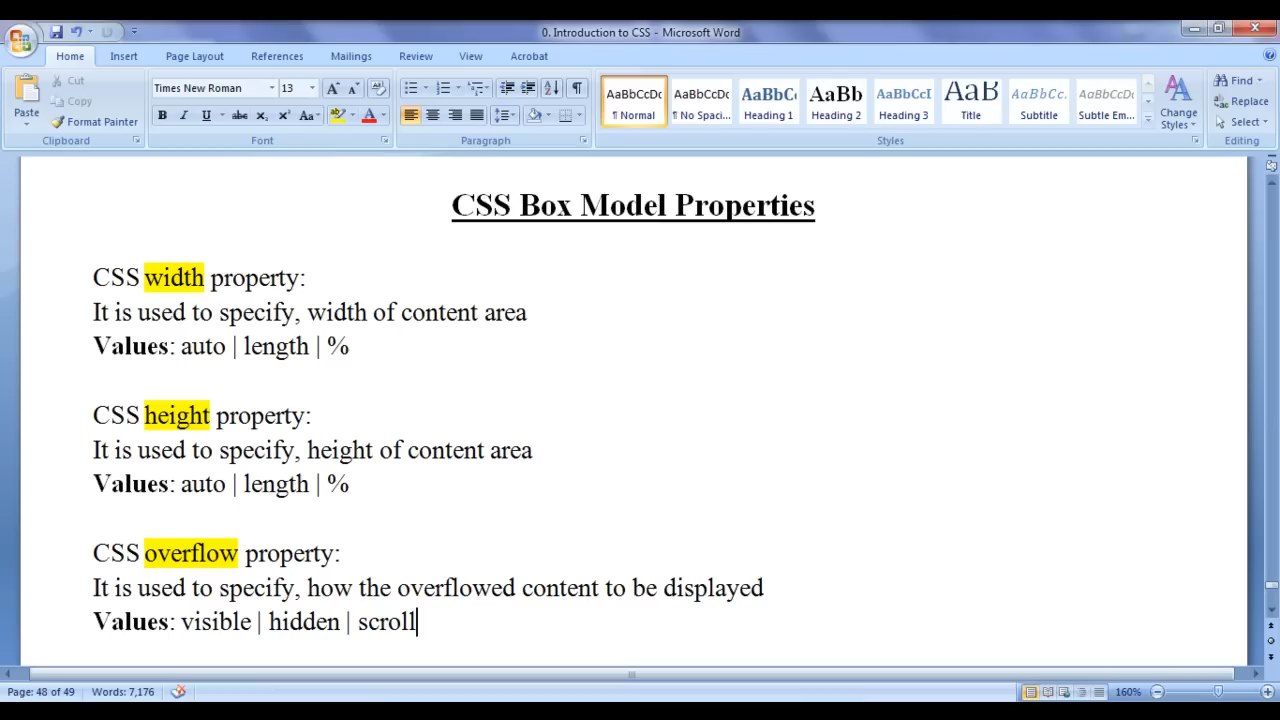 0. Introduction to CSS - Microsoft Word
Home Insert Page Layout References Mailings Review View Acrobat
Paste
Cut
Copy
Format Painter
Clipboard
Times New Roman 13
Font
Paragraph
AaBbCcDc AaBbCcDc AaBbC AaBb AaBbCcI AaB AaBbCc. AaBbCcDc
¶ Normal ¶ No Spaci... Heading 1 Heading 2 Heading 3 Title Subtitle Subtle Em...
Change Styles
Styles
Find
Replace
Select
Editing
CSS Box Model Properties
CSS width property:
It is used to specify, width of content area
Values: auto | length | %
CSS height property:
It is used to specify, height of content area
Values: auto | length | %
CSS overflow property:
It is used to specify, how the overflowed content to be displayed
Values: visible | hidden | scroll
Page: 48 of 49 Words: 7,176 160%